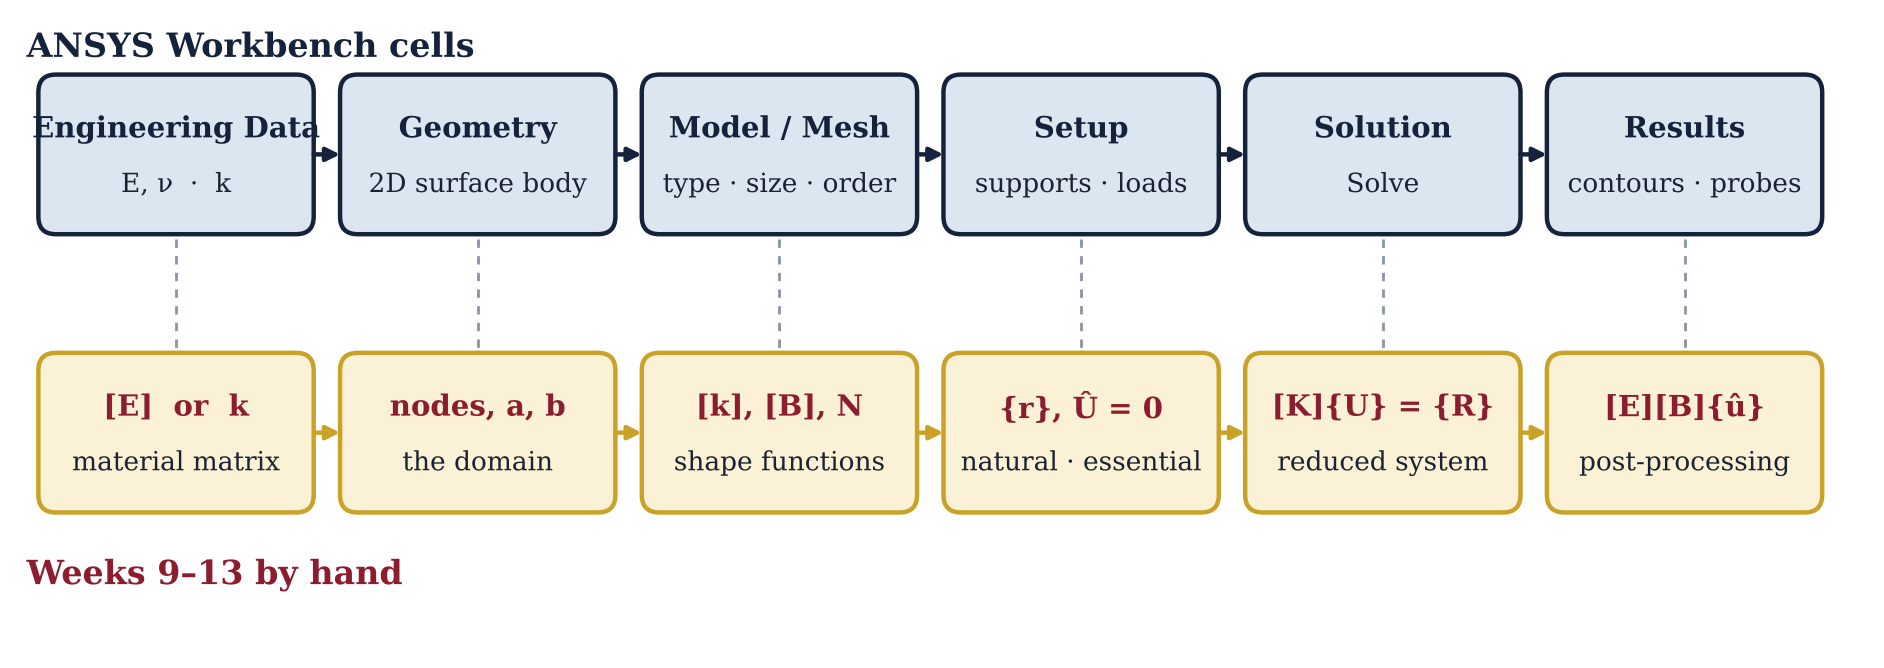 ANSYS Workbench cells
Engineering Data
E, ν · k
Geometry
2D surface body
Model / Mesh
type · size · order
Setup
supports · loads
Solution
Solve
Results
contours · probes
[E] or k
material matrix
nodes, a, b
the domain
[k], [B], N
shape functions
{r}, Û = 0
natural · essential
[K]{U} = {R}
reduced system
[E][B]{û}
post-processing
Weeks 9–13 by hand